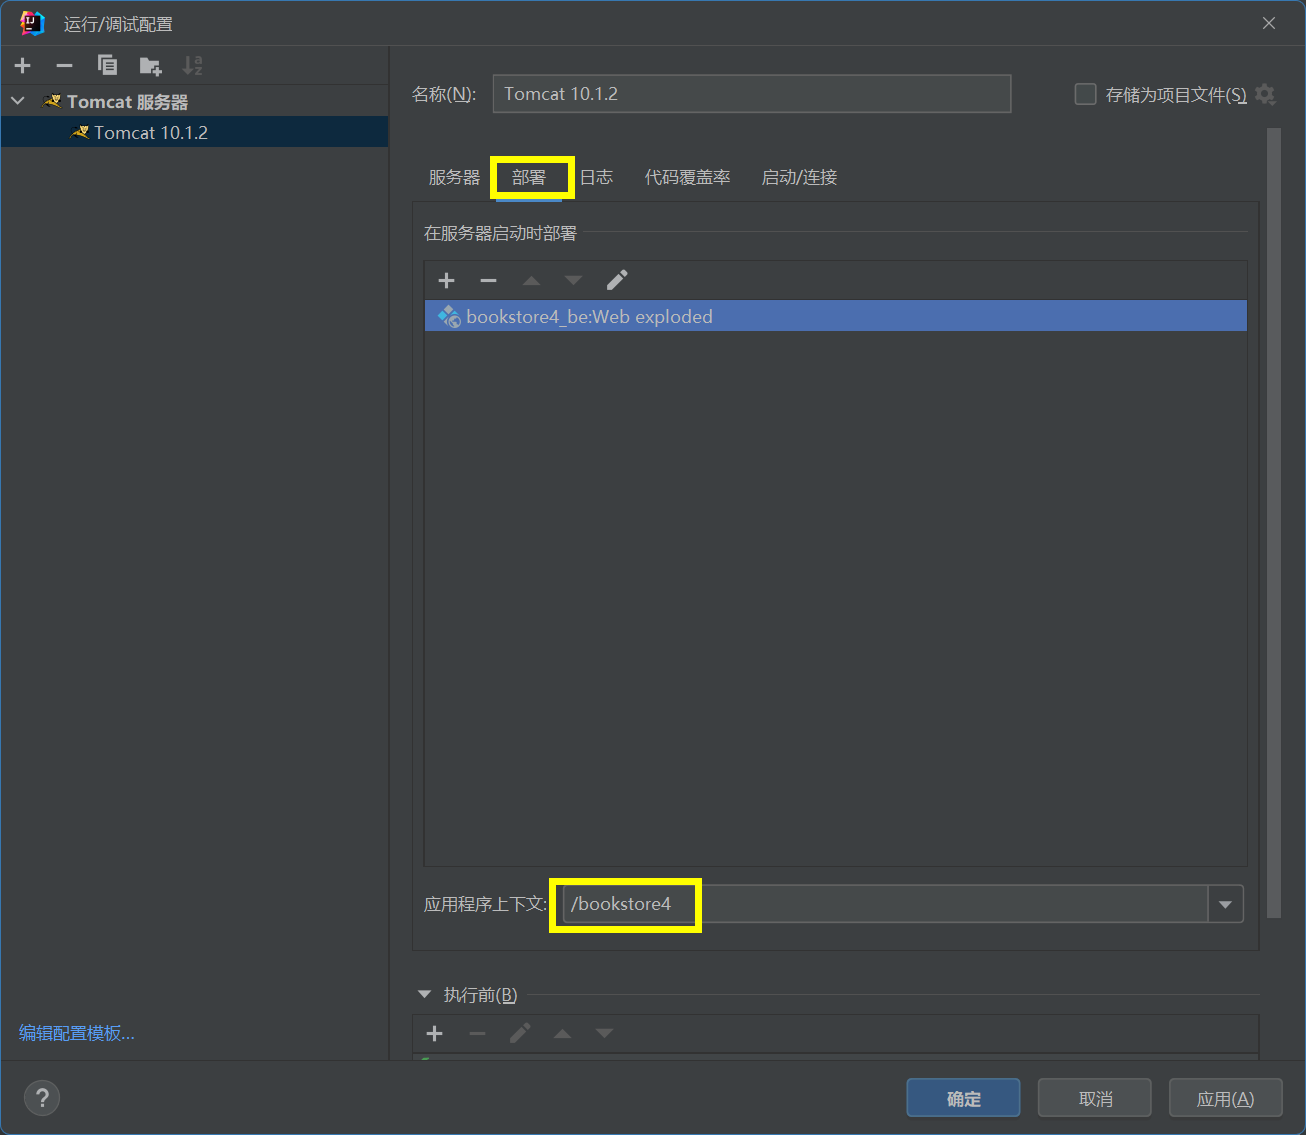 运行/调试配置
Tomcat 服务器
Tomcat 10.1.2
名称(N):
Tomcat 10.1.2
存储为项目文件(S)
服务器 部署 日志 代码覆盖率 启动/连接
在服务器启动时部署
bookstore4_be:Web exploded
应用程序上下文:
/bookstore4
执行前(B)
编辑配置模板...
?
确定 取消 应用(A)